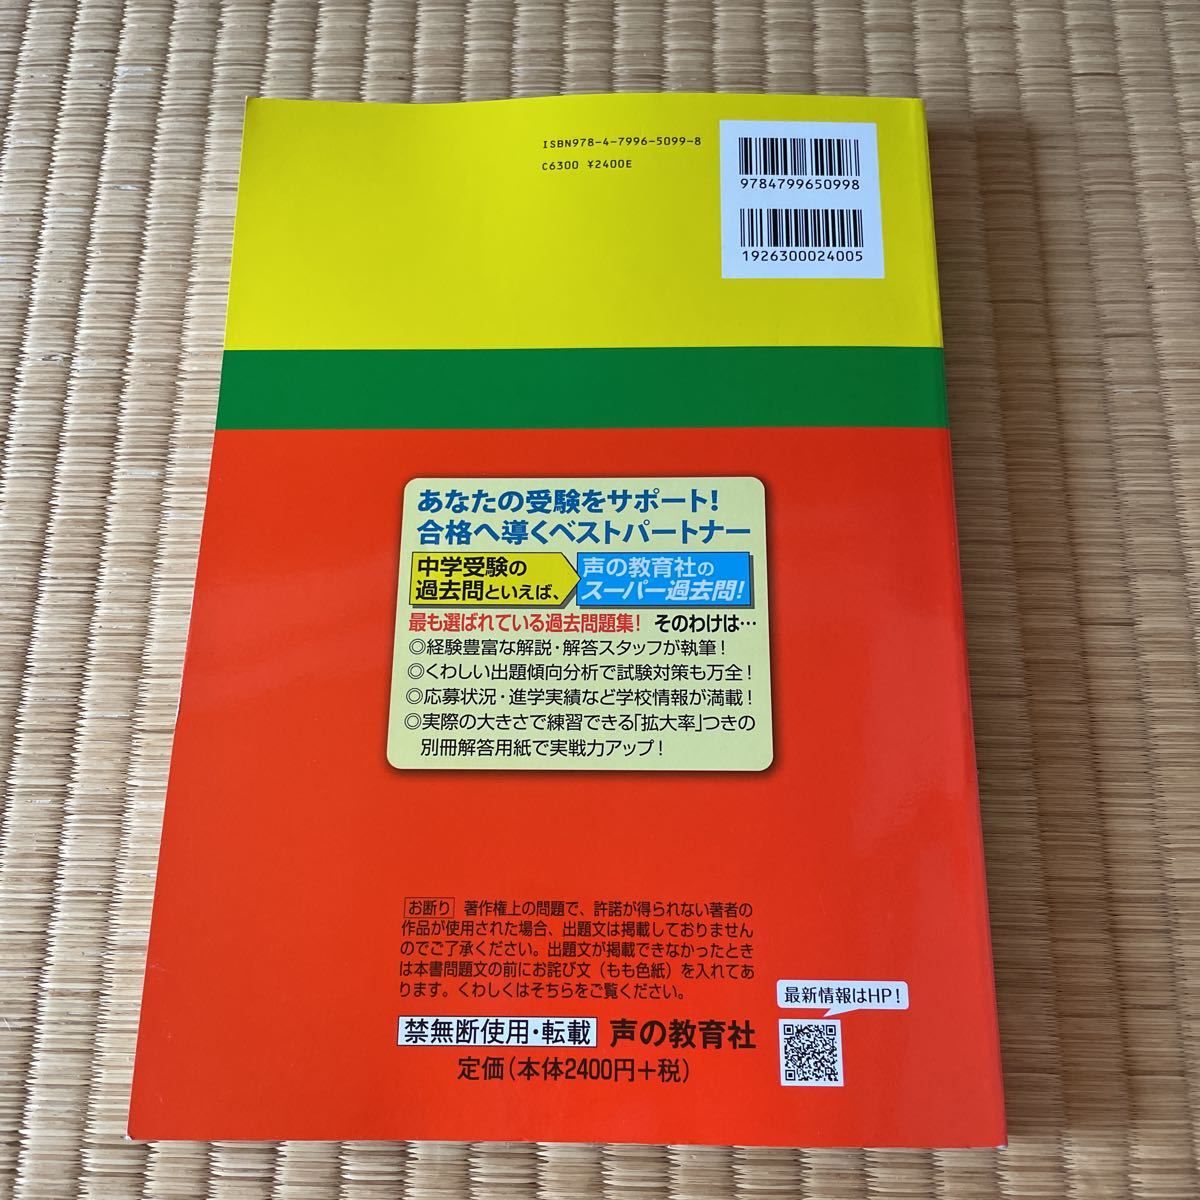 ISBN978-4-7996-5099-8
C6300 ¥2400E
9784799650998
1926300024005
あなたの受験をサポート!
合格へ導くベストパートナー
中学受験の
過去問といえば、
声の教育社の
スーパー過去問!
最も選ばれている過去問題集! そのわけは…
◎経験豊富な解説・解答スタッフが執筆!
◎くわしい出題傾向分析で試験対策も万全!
◎応募状況・進学実績など学校情報が満載!
◎実際の大きさで練習できる「拡大率」つきの
別冊解答用紙で実戦力アップ!
お断り 著作権上の問題で、許諾が得られない著者の
作品が使用された場合、出題文は掲載しておりません
のでご了承ください。出題文が掲載できなかったとき
は本書問題文の前にお詫び文(もも色紙)を入れてあ
ります。くわしくはそちらをご覧ください。
最新情報はHP!
禁無断使用・転載 声の教育社
定価(本体2400円+税)